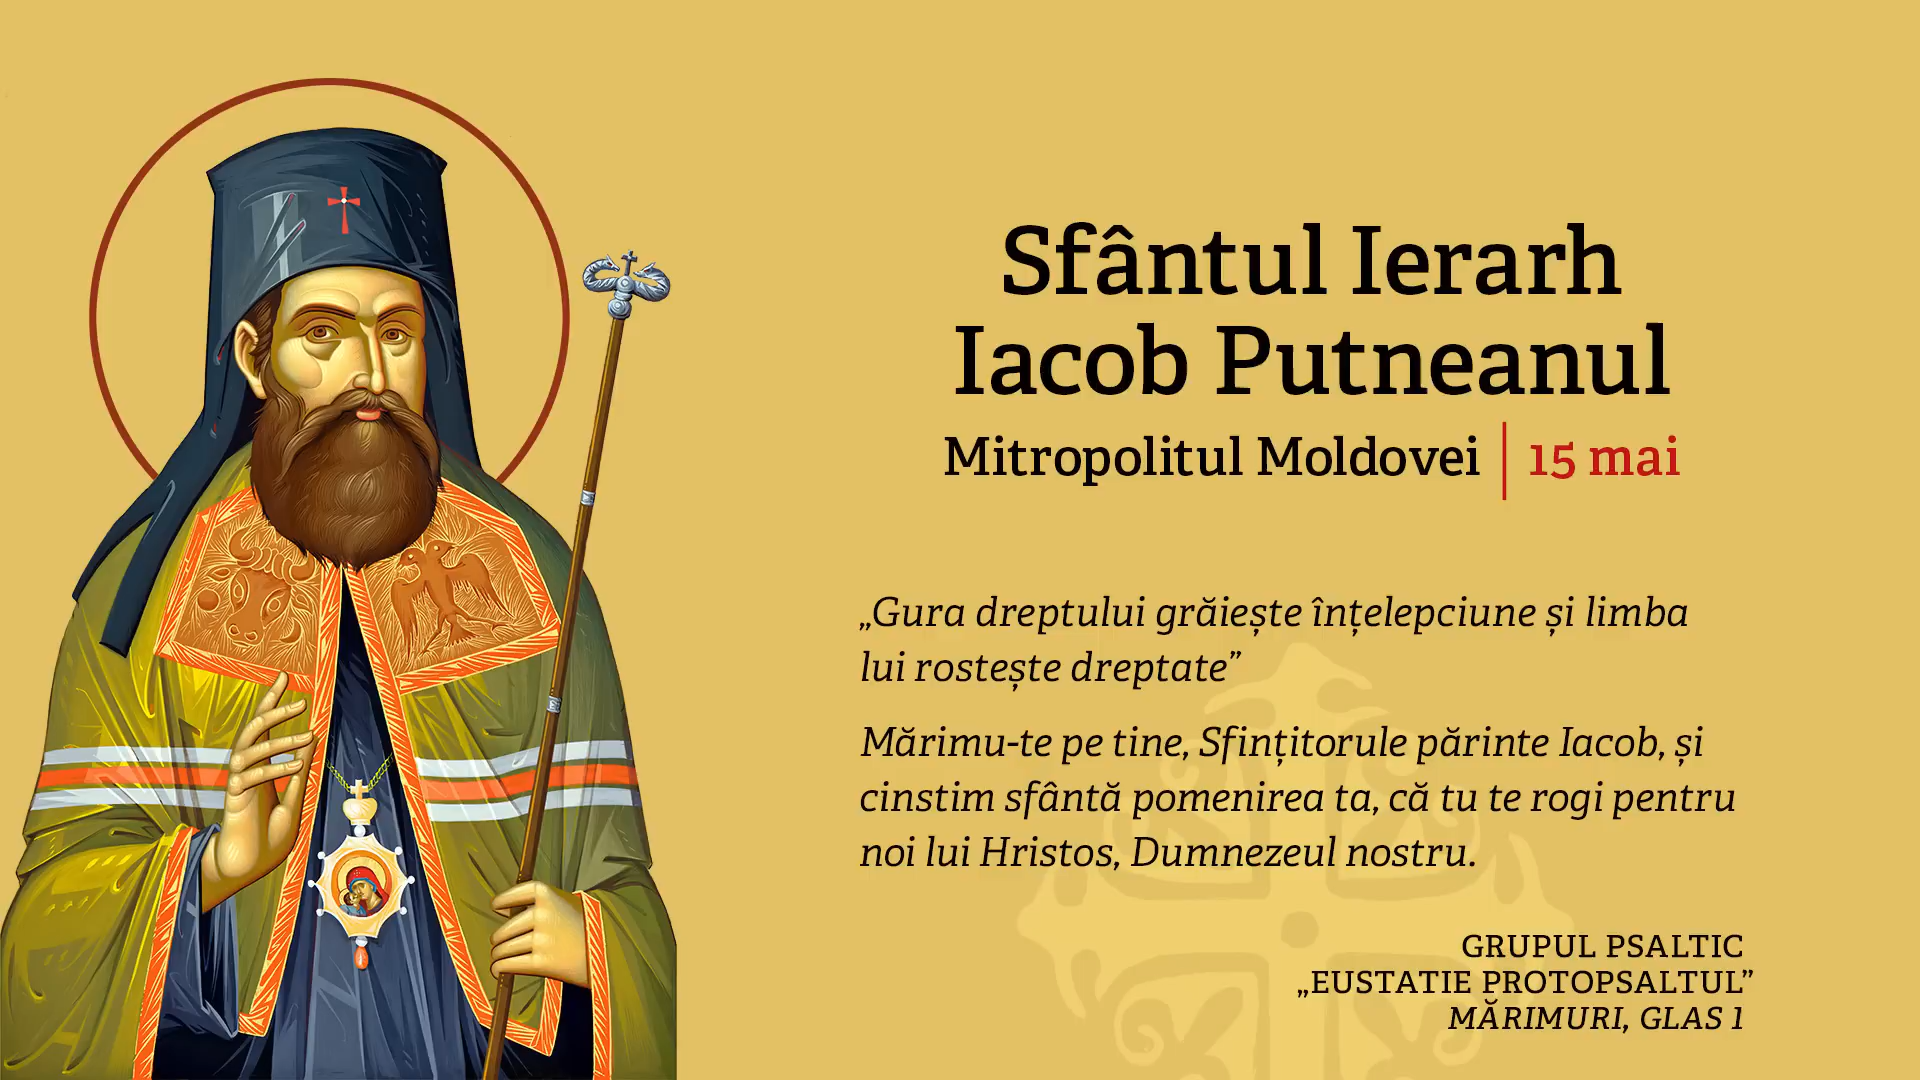 Sfântul Ierarh
Iacob Putneanul
Mitropolitul Moldovei | 15 mai
„Gura dreptului grăiește înțelepciune și limba
lui rostește dreptate”
Mărimu-te pe tine, Sfințitorule părinte Iacob, și
cinstim sfântă pomenirea ta, că tu te rogi pentru
noi lui Hristos, Dumnezeul nostru.
GRUPUL PSALTIC
„EUSTATIE PROTOPSALTUL”
MĂRIMURI, GLAS 1